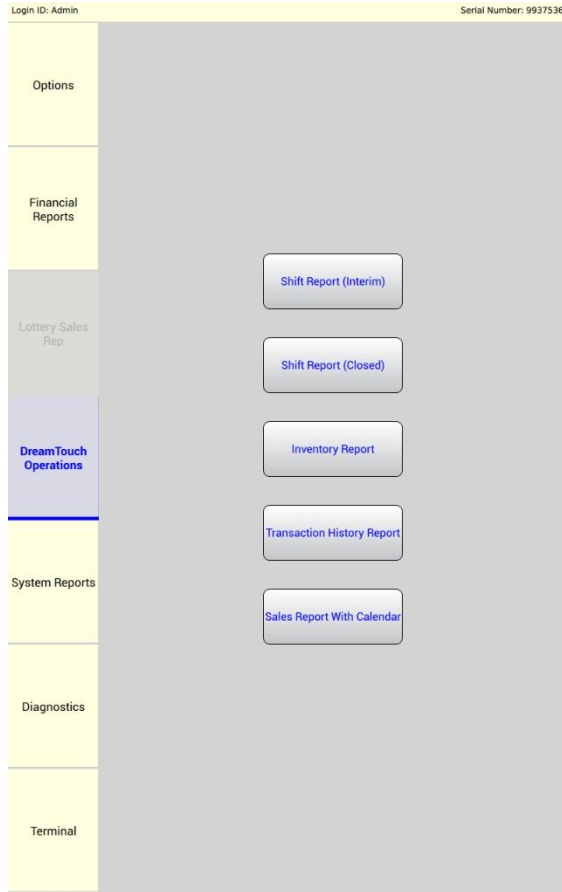 Login ID: Admin
Serial Number: 9937536
Options
Financial
Reports
Lottery Sales
Rep
DreamTouch
Operations
System Reports
Diagnostics
Terminal
Shift Report (Interim)
Shift Report (Closed)
Inventory Report
Transaction History Report
Sales Report With Calendar